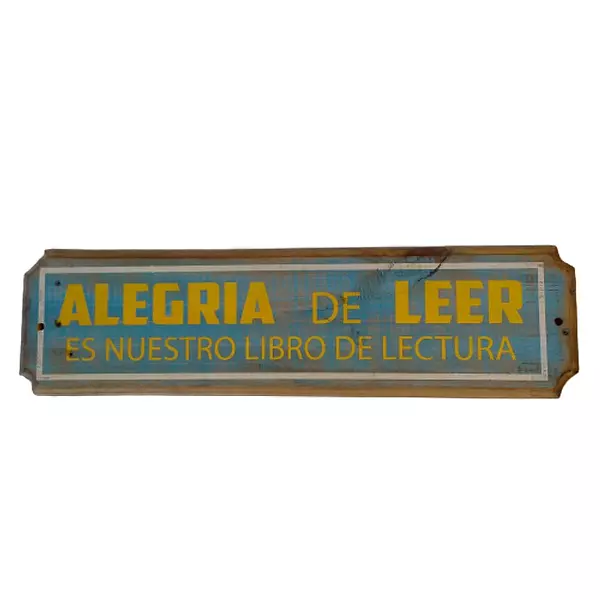 ALEGRIA DE LEER
ES NUESTRO LIBRO DE LECTURA